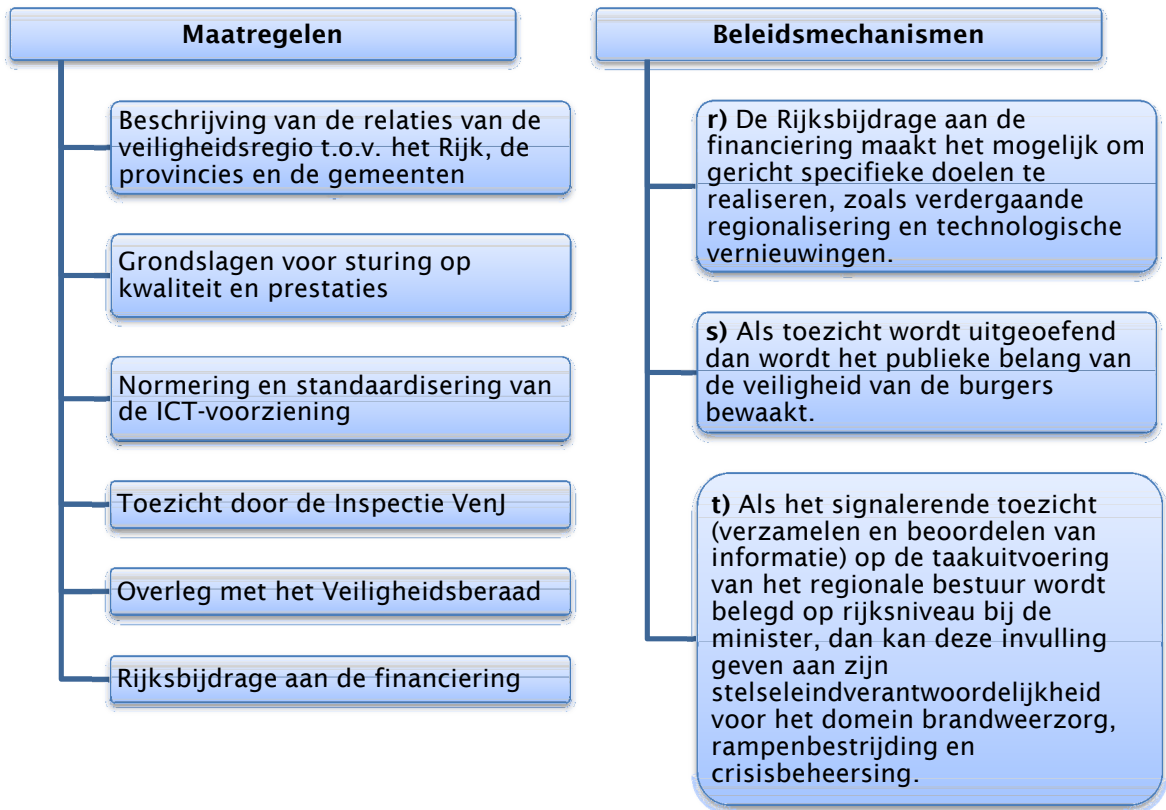 Maatregelen
Beschrijving van de relaties van de
veiligheidsregio t.o.v. het Rijk, de
provincies en de gemeenten
Grondslagen voor sturing op
kwaliteit en prestaties
Normering en standaardisering van
de ICT-voorziening
Toezicht door de Inspectie VenJ
Overleg met het Veiligheidsberaad
Rijksbijdrage aan de financiering
Beleidsmechanismen
r) De Rijksbijdrage aan de
financiering maakt het mogelijk om
gericht specifieke doelen te
realiseren, zoals verdergaande
regionalisering en technologische
vernieuwingen.
s) Als toezicht wordt uitgeoefend
dan wordt het publieke belang van
de veiligheid van de burgers
bewaakt.
t) Als het signalerende toezicht
(verzamelen en beoordelen van
informatie) op de taakuitvoering
van het regionale bestuur wordt
belegd op rijksniveau bij de
minister, dan kan deze invulling
geven aan zijn
stelseleindverantwoordelijkheid
voor het domein brandweerzorg,
rampenbestrijding en
crisisbeheersing.